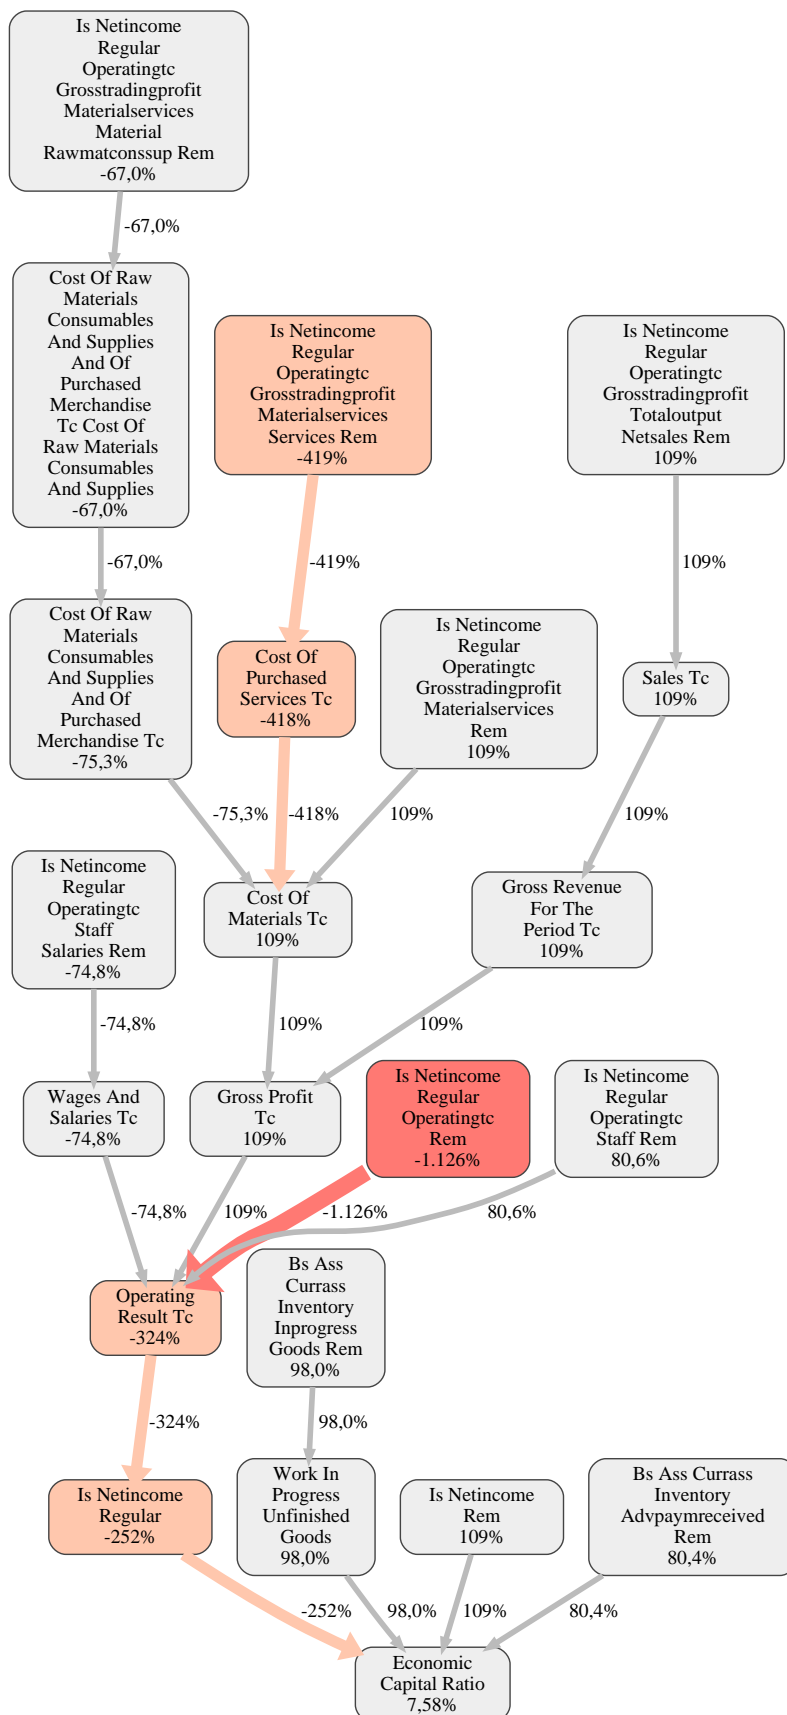 Is Netincome
Regular
Operatingtc
Grosstradingprofit
Materialservices
Material
Rawmatconssup Rem
-67,0%
-67,0%
Cost Of Raw
Materials
Consumables
And Supplies
And Of
Purchased
Merchandise
Tc Cost Of
Raw Materials
Consumables
And Supplies
-67,0%
Is Netincome
Regular
Operatingtc
Grosstradingprofit
Materialservices
Services Rem
-419%
Is Netincome
Regular
Operatingtc
Grosstradingprofit
Totaloutput
Netsales Rem
109%
-67,0%
-419%
109%
Cost Of Raw
Materials
Consumables
And Supplies
And Of
Purchased
Merchandise Tc
-75,3%
Cost Of
Purchased
Services Tc
-418%
Is Netincome
Regular
Operatingtc
Grosstradingprofit
Materialservices
Rem
109%
Sales Tc
109%
-75,3%
-418%
109%
109%
Is Netincome
Regular
Operatingtc
Staff
Salaries Rem
-74,8%
Cost Of
Materials Tc
109%
Gross Revenue
For The
Period Tc
109%
-74,8%
109%
109%
Wages And
Salaries Tc
-74,8%
Gross Profit
Tc
109%
Is Netincome
Regular
Operatingtc
Rem
-1.126%
Is Netincome
Regular
Operatingtc
Staff Rem
80,6%
-74,8%
109%
-1.126%
80,6%
Operating
Result Tc
-324%
Bs Ass
Currass
Inventory
Inprogress
Goods Rem
98,0%
-324%
98,0%
Is Netincome
Regular
-252%
Work In
Progress
Unfinished
Goods
98,0%
Is Netincome
Rem
109%
Bs Ass Currass
Inventory
Advpaymreceived
Rem
80,4%
-252%
98,0%
109%
80,4%
Economic
Capital Ratio
7,58%